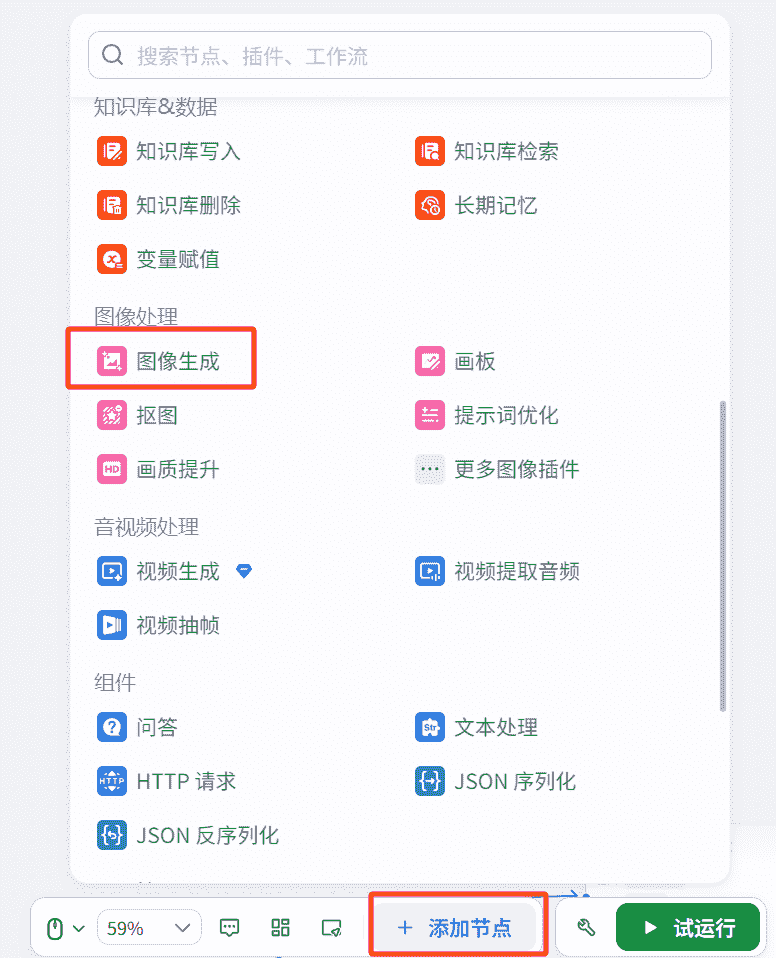 搜索节点、插件、工作流
知识库&数据
知识库写入
知识库检索
知识库删除
长期记忆
变量赋值
图像处理
图像生成
画板
抠图
提示词优化
HD
画质提升
更多图像插件
音视频处理
视频生成
视频提取音频
视频抽帧
组件
?
问答
Str
文本处理
HTTP
HTTP 请求
JSON 序列化
JSON 反序列化
59%
+ 添加节点
试运行